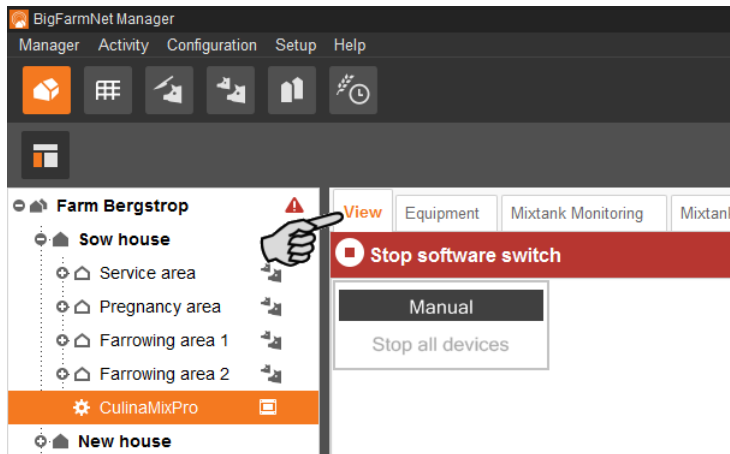 BigFarmNet Manager
Manager Activity Configuration Setup Help
Farm Bergstrop
Sow house
Service area
Pregnancy area
Farrowing area 1
Farrowing area 2
CulinaMixPro
New house
View Equipment Mixtank Monitoring Mixtank
Stop software switch
Manual
Stop all devices